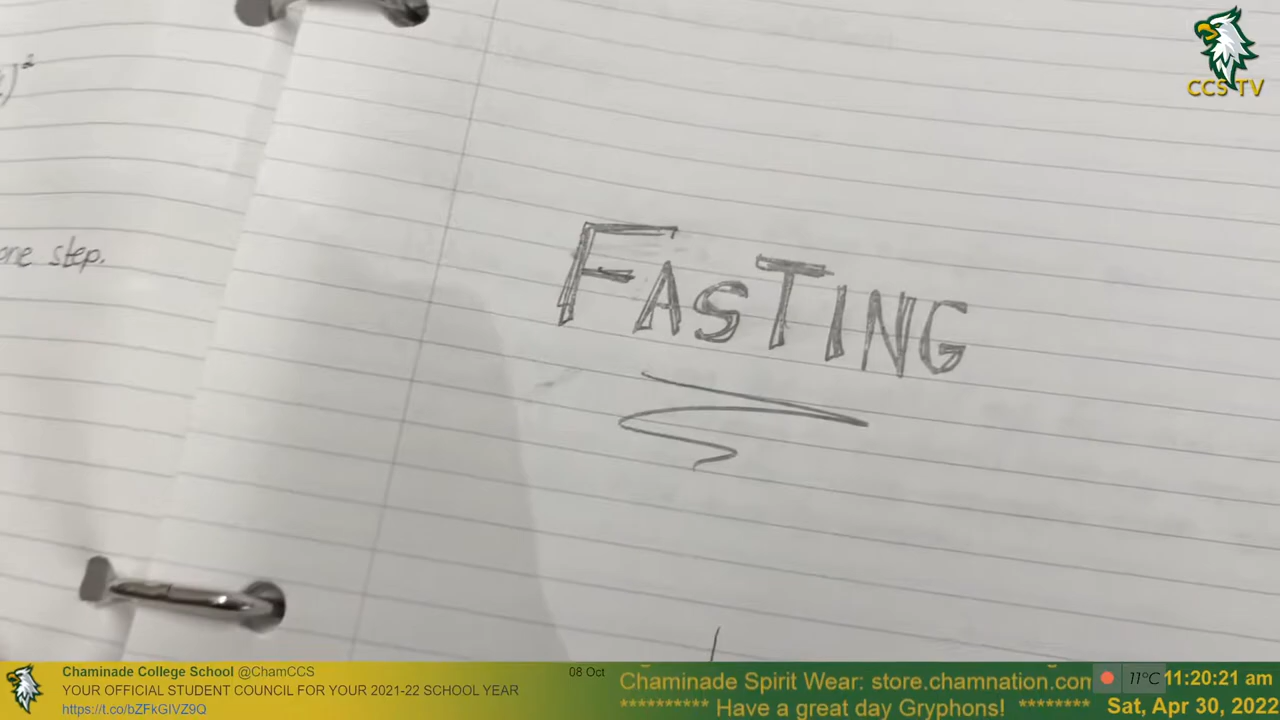 )²
one step.
FASTING
CCS TV
Chaminade College School @ChamCCS
08 Oct
YOUR OFFICIAL STUDENT COUNCIL FOR YOUR 2021-22 SCHOOL YEAR
https://t.co/bZFkGIVZ9Q
Chaminade Spirit Wear: store.chamnation.com
********** Have a great day Gryphons! ********
11°C
11:20:21 am
Sat, Apr 30, 2022